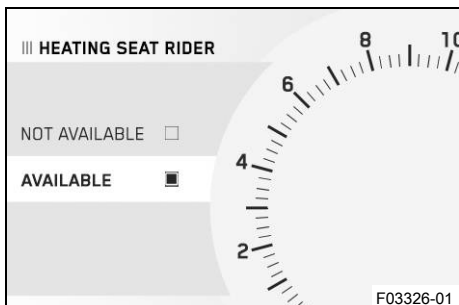 HEATING SEAT RIDER
8 10
6
NOT AVAILABLE
AVAILABLE
4
2
F03326-01